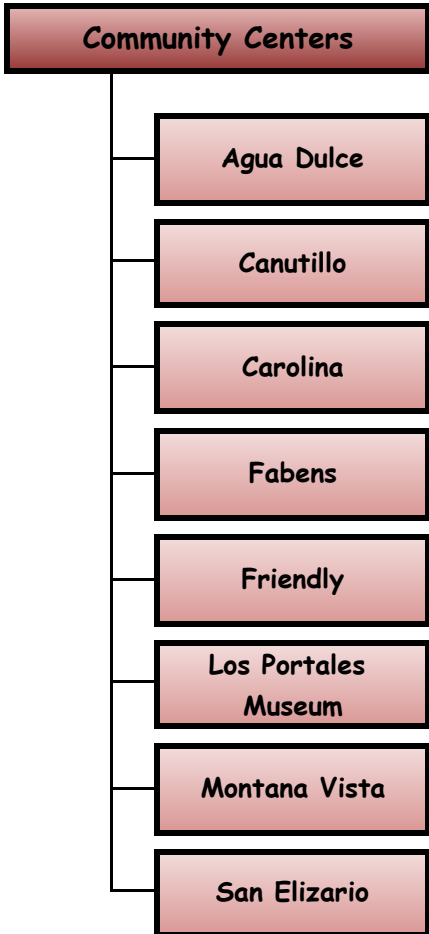 Community Centers
Agua Dulce
Canutillo
Carolina
Fabens
Friendly
Los Portales
Museum
Montana Vista
San Elizario